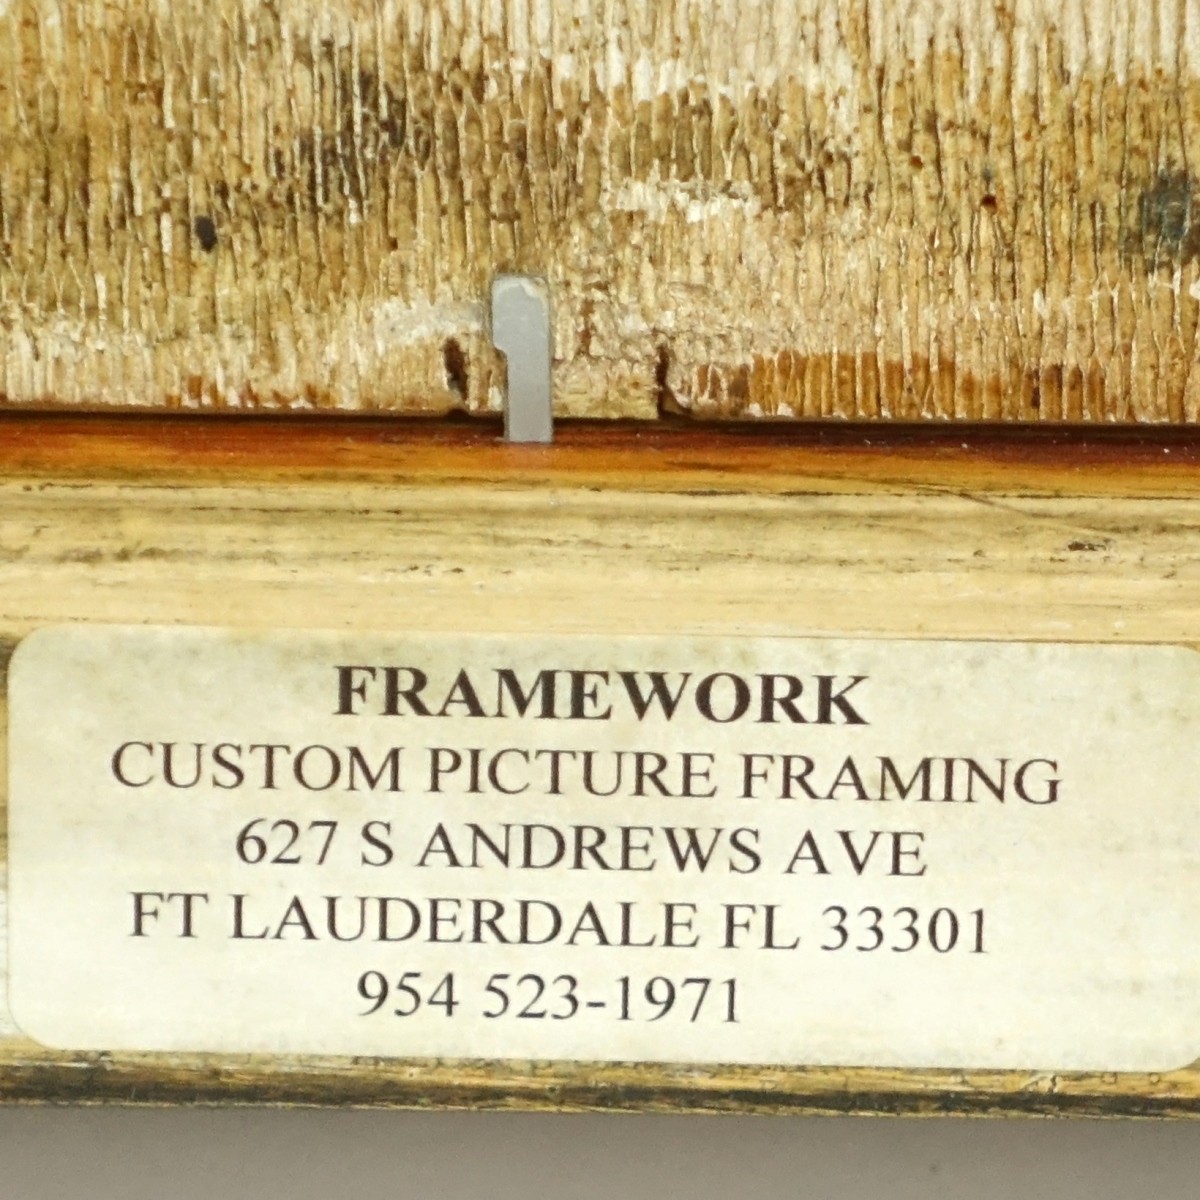 FRAMEWORK
CUSTOM PICTURE FRAMING
627 S ANDREWS AVE
FT LAUDERDALE FL 33301
954 523-1971